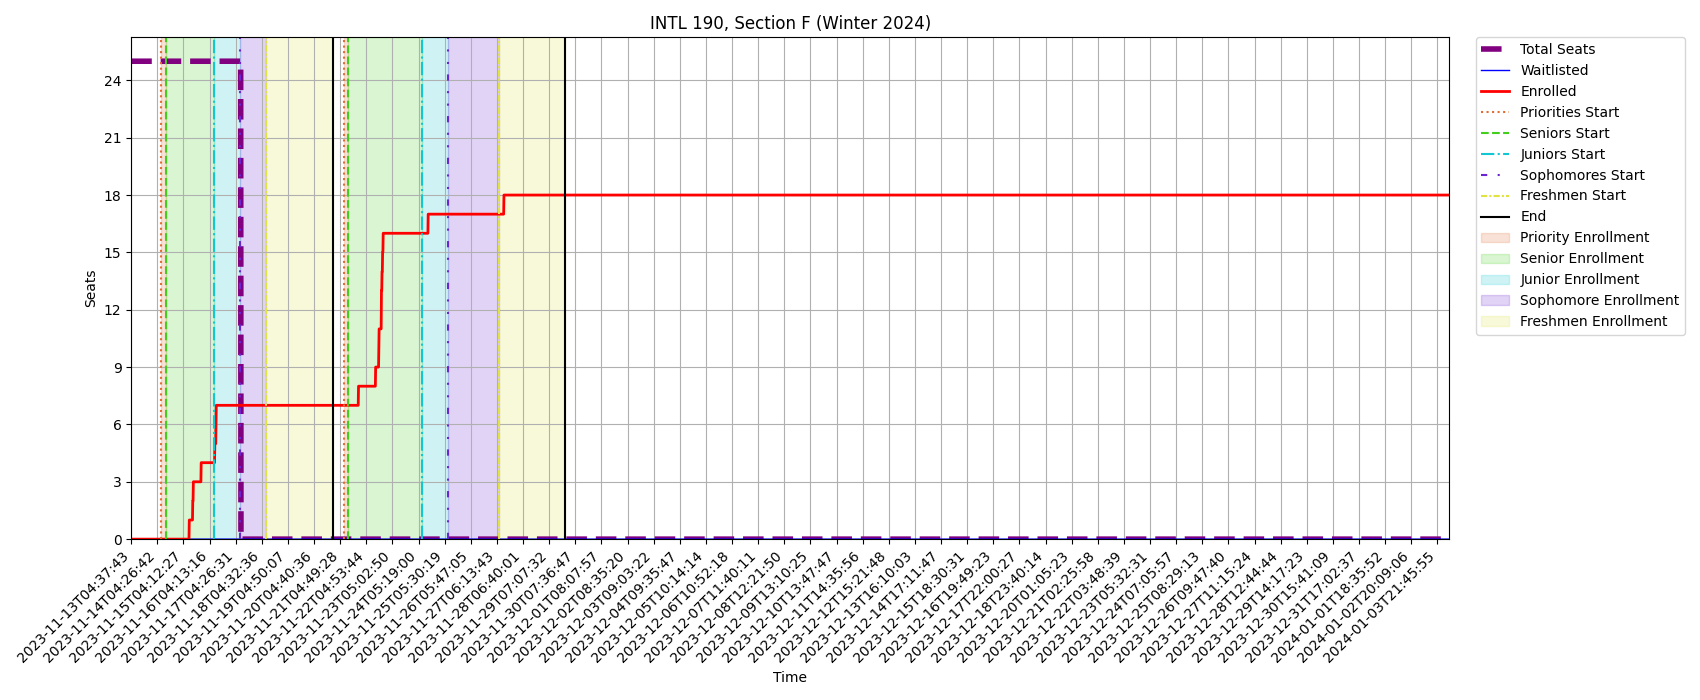 INTL 190, Section F (Winter 2024)
Seats
24
21
18
15
12
9
6
3
0
2023-11-13T04:37:43
2023-11-14T04:26:42
2023-11-15T04:12:27
2023-11-16T04:13:16
2023-11-17T04:26:31
2023-11-18T04:32:36
2023-11-19T04:50:07
2023-11-20T04:40:36
2023-11-21T04:49:28
2023-11-22T04:53:44
2023-11-23T05:02:50
2023-11-24T05:19:00
2023-11-25T05:30:19
2023-11-26T05:47:05
2023-11-27T06:13:43
2023-11-28T06:40:01
2023-11-29T07:07:32
2023-11-30T07:36:47
2023-12-01T08:07:57
2023-12-02T08:35:20
2023-12-03T09:03:22
2023-12-04T09:35:47
2023-12-05T10:14:14
2023-12-06T10:52:18
2023-12-07T11:40:11
2023-12-08T12:21:50
2023-12-09T13:10:25
2023-12-10T13:47:47
2023-12-11T14:35:56
2023-12-12T15:21:48
2023-12-13T16:10:03
2023-12-14T17:11:47
2023-12-15T18:30:31
2023-12-16T19:49:23
2023-12-17T22:00:27
2023-12-18T23:40:14
2023-12-20T01:05:23
2023-12-21T02:25:58
2023-12-22T03:48:39
2023-12-23T05:32:31
2023-12-24T07:05:57
2023-12-25T08:29:13
2023-12-26T09:47:40
2023-12-27T11:15:24
2023-12-28T12:44:44
2023-12-29T14:17:23
2023-12-30T15:41:09
2023-12-31T17:02:37
2024-01-01T18:35:52
2024-01-02T20:09:06
2024-01-03T21:45:55
Time
Total Seats
Waitlisted
Enrolled
Priorities Start
Seniors Start
Juniors Start
Sophomores Start
Freshmen Start
End
Priority Enrollment
Senior Enrollment
Junior Enrollment
Sophomore Enrollment
Freshmen Enrollment